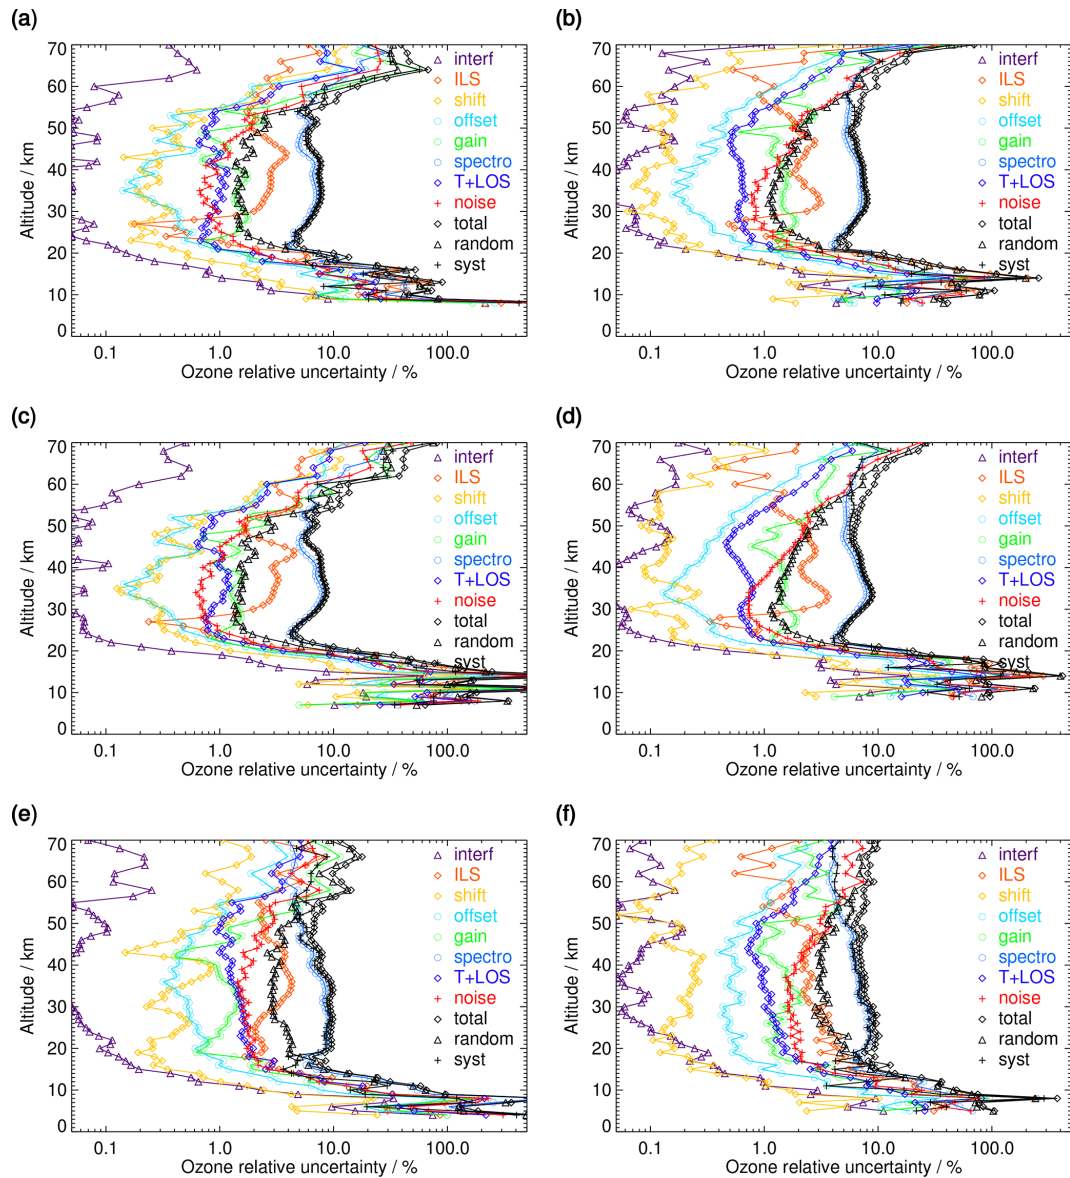 (a)
70
60
50
40
30
20
10
0
Altitude / km
interf
ILS
shift
offset
gain
spectro
T+LOS
noise
total
random
syst
0.1 1.0 10.0 100.0
Ozone relative uncertainty / %
(b)
70
60
50
40
30
20
10
0
Altitude / km
interf
ILS
shift
offset
gain
spectro
T+LOS
noise
total
random
syst
0.1 1.0 10.0 100.0
Ozone relative uncertainty / %
(c)
70
60
50
40
30
20
10
0
Altitude / km
interf
ILS
shift
offset
gain
spectro
T+LOS
noise
total
random
syst
0.1 1.0 10.0 100.0
Ozone relative uncertainty / %
(d)
70
60
50
40
30
20
10
0
Altitude / km
interf
ILS
shift
offset
gain
spectro
T+LOS
noise
total
random
syst
0.1 1.0 10.0 100.0
Ozone relative uncertainty / %
(e)
70
60
50
40
30
20
10
0
Altitude / km
interf
ILS
shift
offset
gain
spectro
T+LOS
noise
total
random
syst
0.1 1.0 10.0 100.0
Ozone relative uncertainty / %
(f)
70
60
50
40
30
20
10
0
Altitude / km
interf
ILS
shift
offset
gain
spectro
T+LOS
noise
total
random
syst
0.1 1.0 10.0 100.0
Ozone relative uncertainty / %